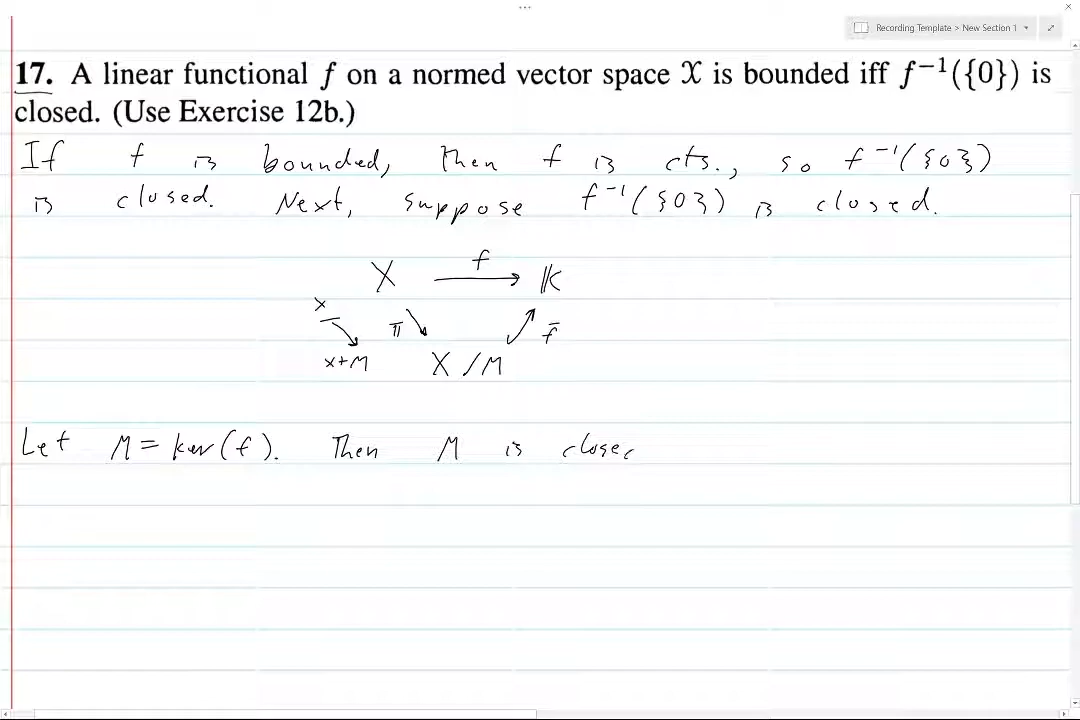 Recording Template > New Section 1
17. A linear functional f on a normed vector space X is bounded iff f⁻¹({0}) is
closed. (Use Exercise 12b.)
If f is bounded, then f is cts., so f⁻¹({0})
is closed. Next, suppose f⁻¹({0}) is closed.
X f K
x
π f̄
x+M X/M
Let M = ker(f). Then M is close